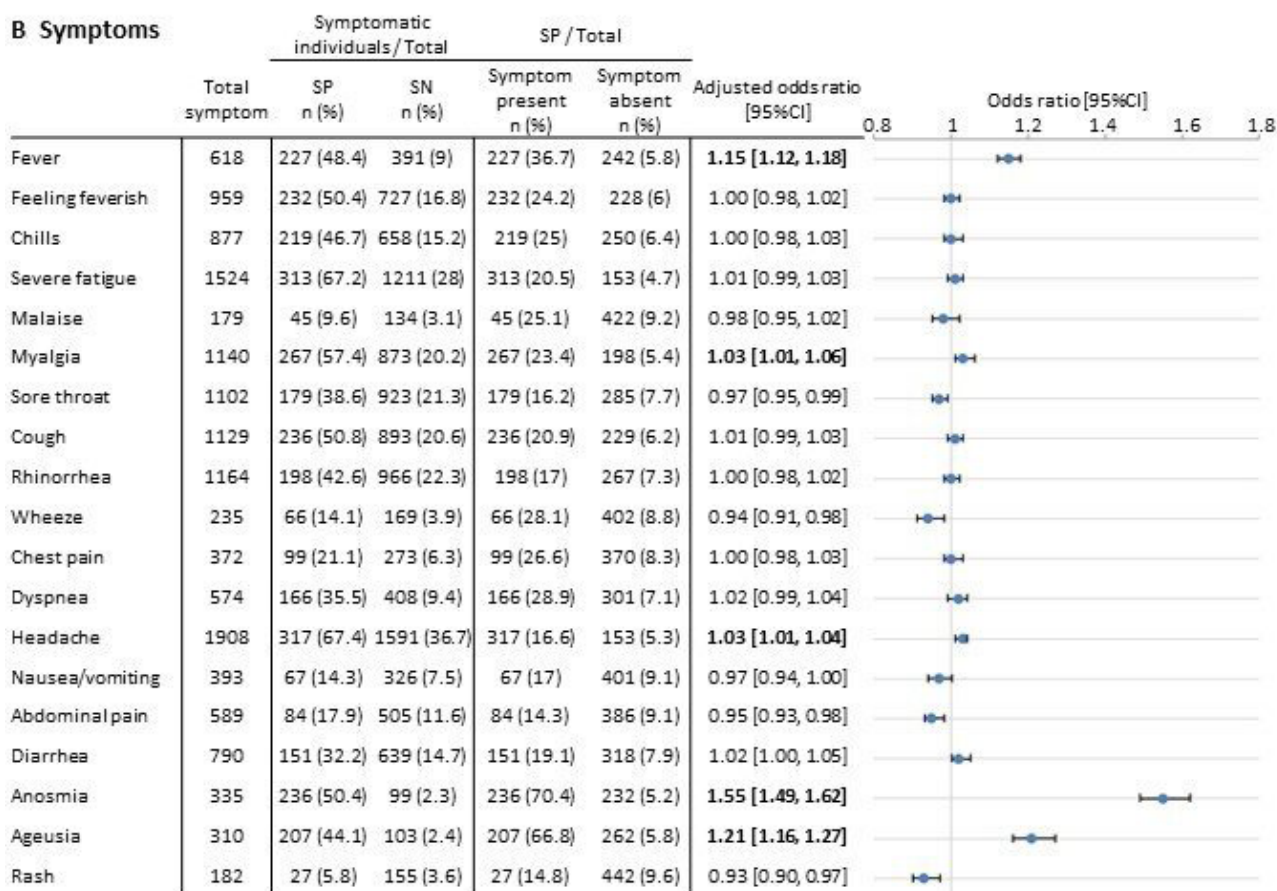 B Symptoms
Symptomatic individuals / Total
SP / Total
Total symptom
SP n (%)
SN n (%)
Symptom present n (%)
Symptom absent n (%)
Adjusted odds ratio [95%CI]
Odds ratio [95%CI]
0.8 1 1.2 1.4 1.6 1.8
Fever 618 227 (48.4) 391 (9) 227 (36.7) 242 (5.8) 1.15 [1.12, 1.18]
Feeling feverish 959 232 (50.4) 727 (16.8) 232 (24.2) 228 (6) 1.00 [0.98, 1.02]
Chills 877 219 (46.7) 658 (15.2) 219 (25) 250 (6.4) 1.00 [0.98, 1.03]
Severe fatigue 1524 313 (67.2) 1211 (28) 313 (20.5) 153 (4.7) 1.01 [0.99, 1.03]
Malaise 179 45 (9.6) 134 (3.1) 45 (25.1) 422 (9.2) 0.98 [0.95, 1.02]
Myalgia 1140 267 (57.4) 873 (20.2) 267 (23.4) 198 (5.4) 1.03 [1.01, 1.06]
Sore throat 1102 179 (38.6) 923 (21.3) 179 (16.2) 285 (7.7) 0.97 [0.95, 0.99]
Cough 1129 236 (50.8) 893 (20.6) 236 (20.9) 229 (6.2) 1.01 [0.99, 1.03]
Rhinorrhea 1164 198 (42.6) 966 (22.3) 198 (17) 267 (7.3) 1.00 [0.98, 1.02]
Wheeze 235 66 (14.1) 169 (3.9) 66 (28.1) 402 (8.8) 0.94 [0.91, 0.98]
Chest pain 372 99 (21.1) 273 (6.3) 99 (26.6) 370 (8.3) 1.00 [0.98, 1.03]
Dyspnea 574 166 (35.5) 408 (9.4) 166 (28.9) 301 (7.1) 1.02 [0.99, 1.04]
Headache 1908 317 (67.4) 1591 (36.7) 317 (16.6) 153 (5.3) 1.03 [1.01, 1.04]
Nausea/vomiting 393 67 (14.3) 326 (7.5) 67 (17) 401 (9.1) 0.97 [0.94, 1.00]
Abdominal pain 589 84 (17.9) 505 (11.6) 84 (14.3) 386 (9.1) 0.95 [0.93, 0.98]
Diarrhea 790 151 (32.2) 639 (14.7) 151 (19.1) 318 (7.9) 1.02 [1.00, 1.05]
Anosmia 335 236 (50.4) 99 (2.3) 236 (70.4) 232 (5.2) 1.55 [1.49, 1.62]
Ageusia 310 207 (44.1) 103 (2.4) 207 (66.8) 262 (5.8) 1.21 [1.16, 1.27]
Rash 182 27 (5.8) 155 (3.6) 27 (14.8) 442 (9.6) 0.93 [0.90, 0.97]